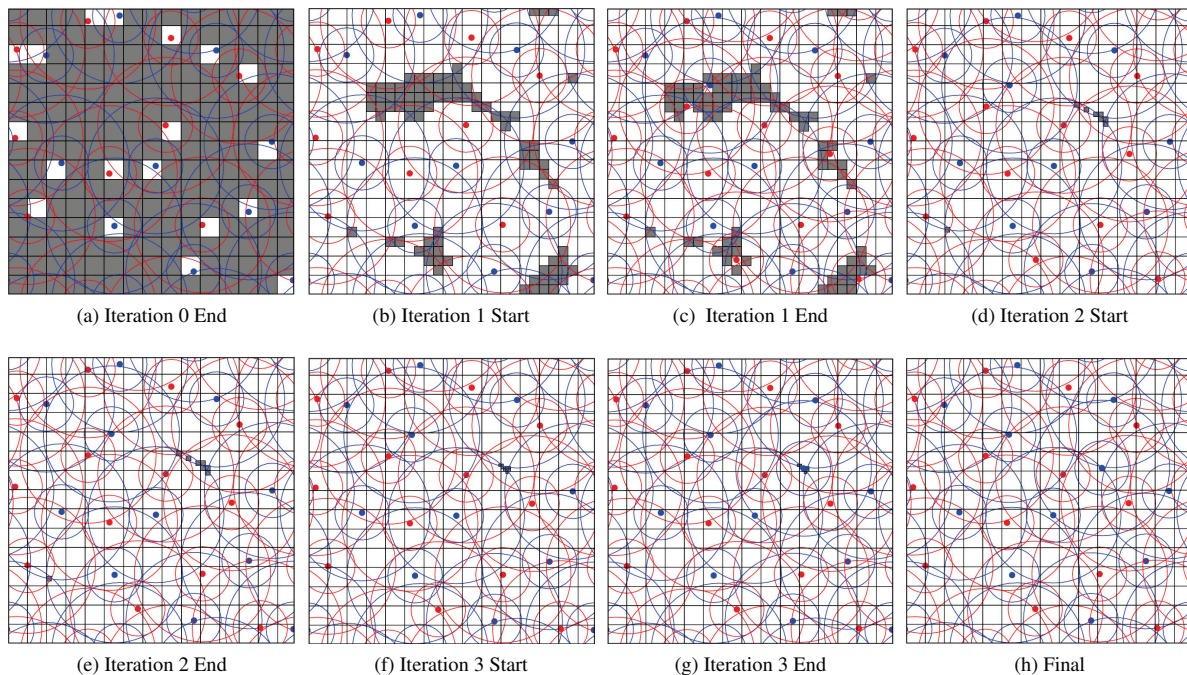 (a) Iteration 0 End
(b) Iteration 1 Start
(c) Iteration 1 End
(d) Iteration 2 Start
(e) Iteration 2 End
(f) Iteration 3 Start
(g) Iteration 3 End
(h) Final